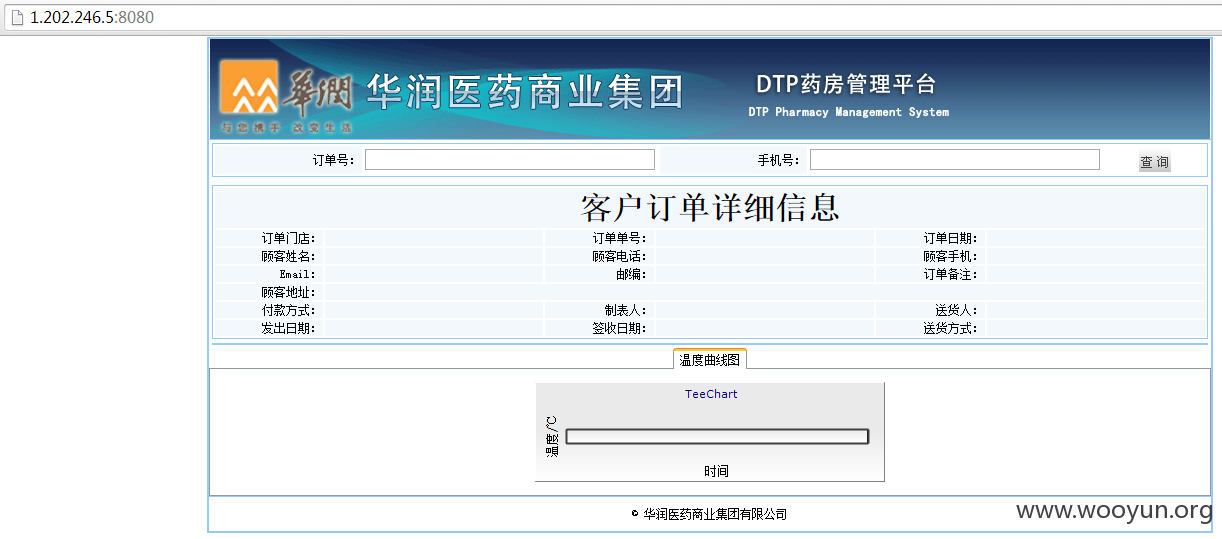 1.202.246.5:8080
華潤 华润医药商业集团 DTP药房管理平台
与您携手 改变生活 DTP Pharmacy Management System
订单号： 手机号： 查 询
客户订单详细信息
订单门店： 订单单号： 订单日期：
顾客姓名： 顾客电话： 顾客手机：
Email： 邮编： 订单备注：
顾客地址：
付款方式： 制表人： 送货人：
发出日期： 签收日期： 送货方式：
温度曲线图
TeeChart
温度/℃
时间
© 华润医药商业集团有限公司
www.wooyun.org